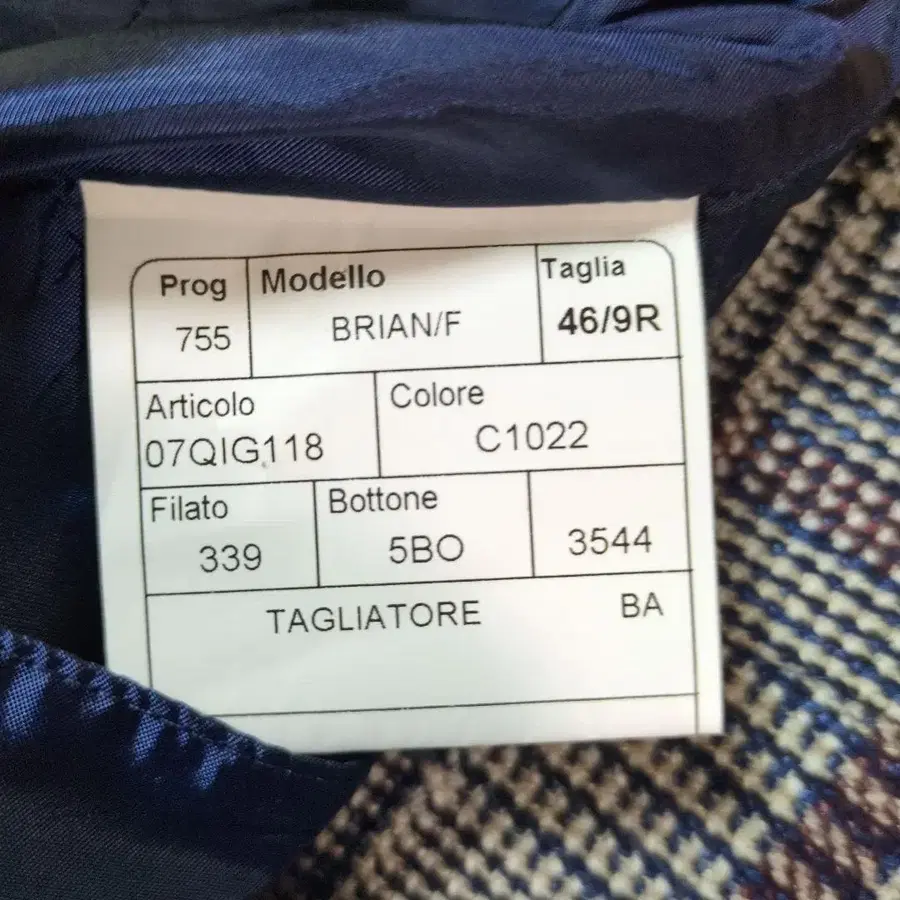 Prog Modello Taglia
755 BRIAN/F 46/9R
Articolo Colore
07QIG118 C1022
Filato Bottone
339 5BO 3544
TAGLIATORE BA